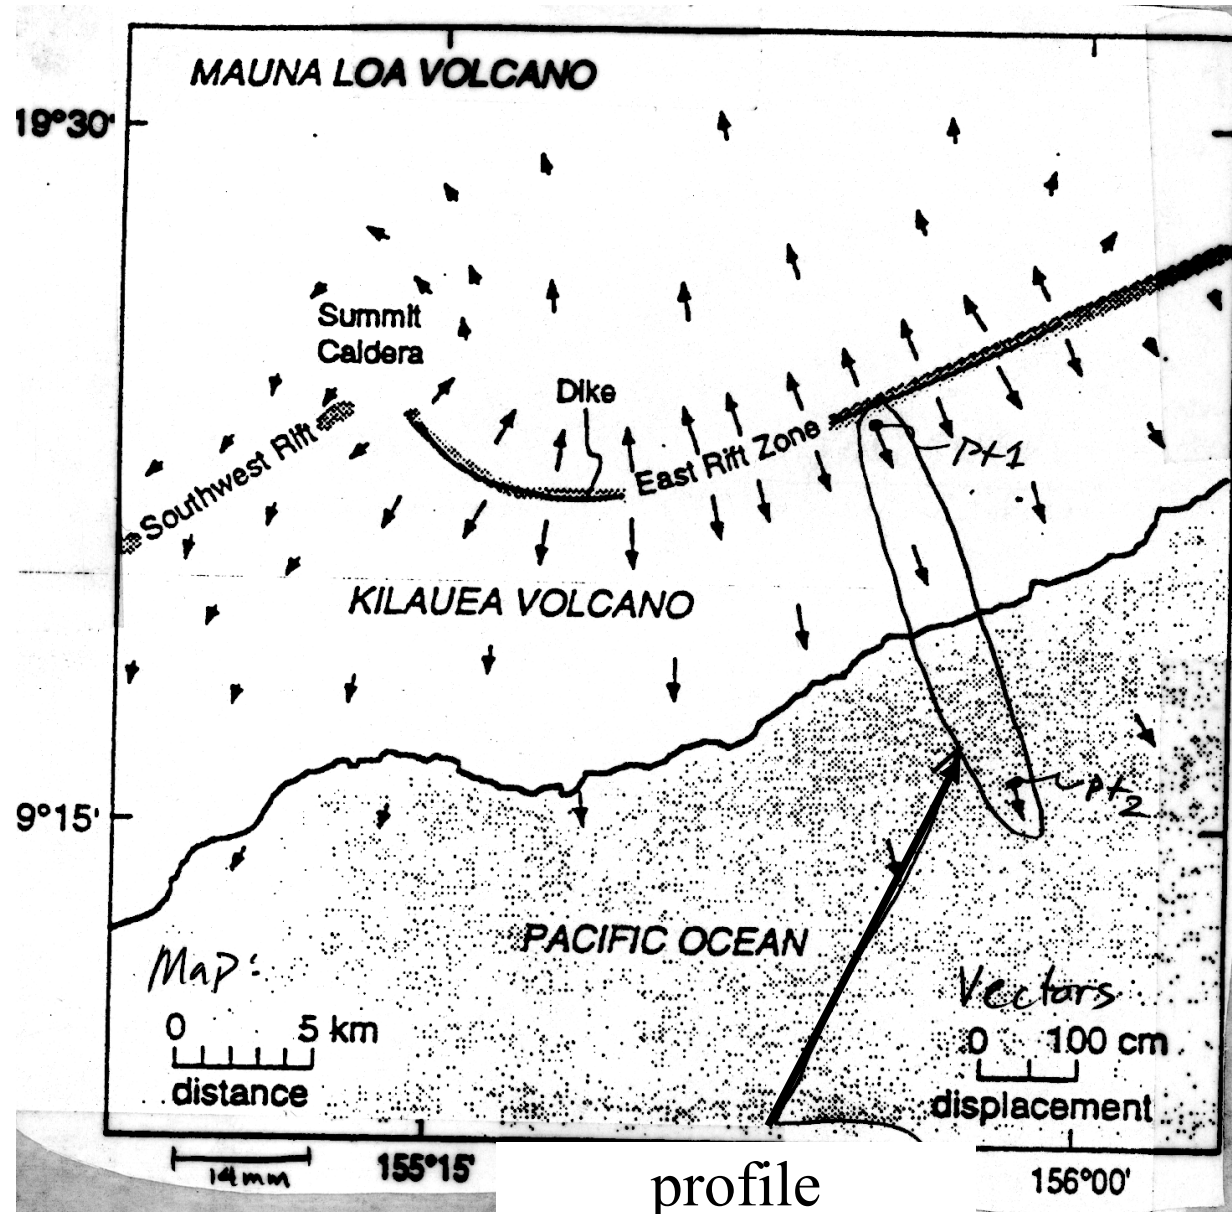 MAUNA LOA VOLCANO
19°30'
Summit
Caldera
Dike
East Rift Zone
Pt1
Southwest Rift
KILAUEA VOLCANO
pt2
9°15'
PACIFIC OCEAN
Map:
Vectors
0 5 km
distance
0 100 cm
displacement
14mm
155°15'
profile
156°00'